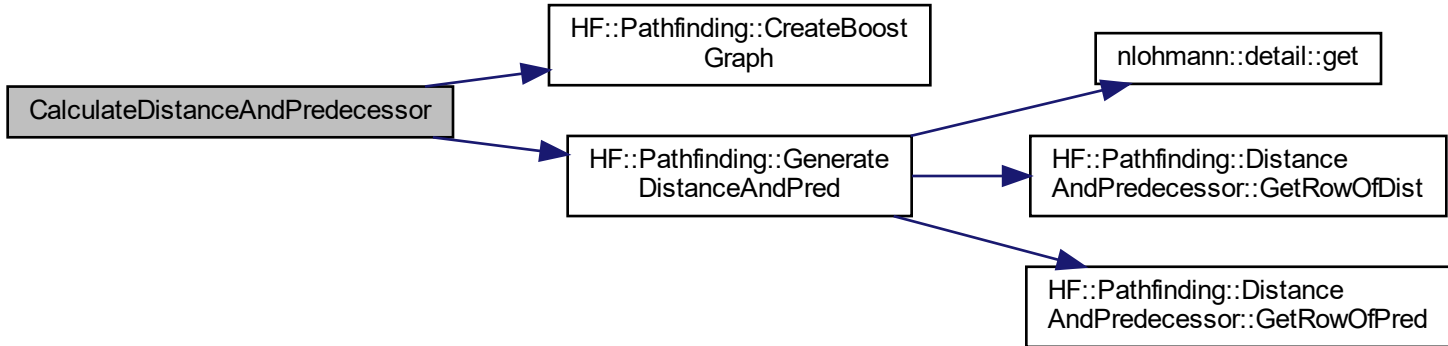 CalculateDistanceAndPredecessor
HF::Pathfinding::CreateBoost
Graph
HF::Pathfinding::Generate
DistanceAndPred
nlohmann::detail::get
HF::Pathfinding::Distance
AndPredecessor::GetRowOfDist
HF::Pathfinding::Distance
AndPredecessor::GetRowOfPred